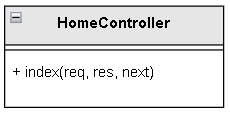 HomeController
+ index(req, res, next)